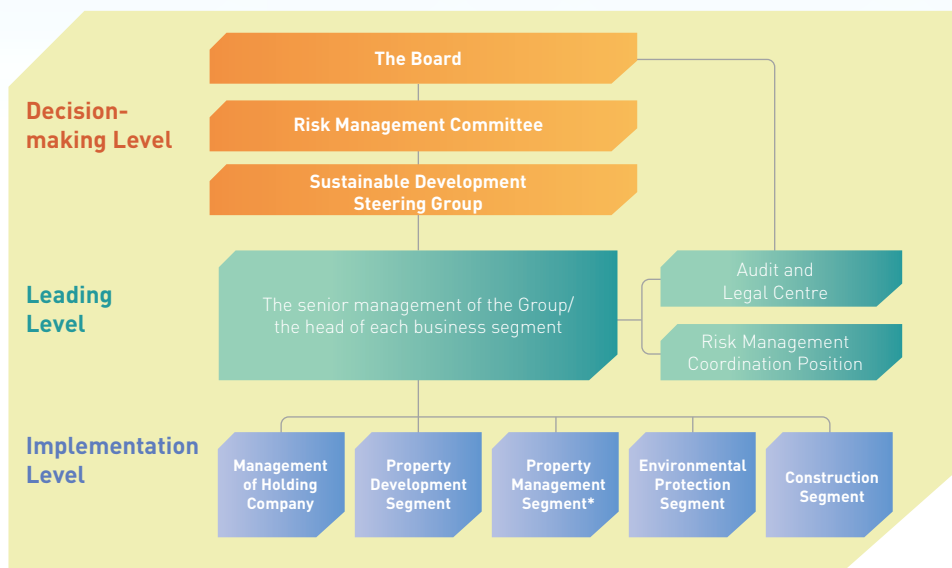 The Board
Decision-
making Level
Risk Management Committee
Sustainable Development
Steering Group
Leading
Level
The senior management of the Group/
the head of each business segment
Audit and
Legal Centre
Risk Management
Coordination Position
Implementation
Level
Management
of Holding
Company
Property
Development
Segment
Property
Management
Segment*
Environmental
Protection
Segment
Construction
Segment